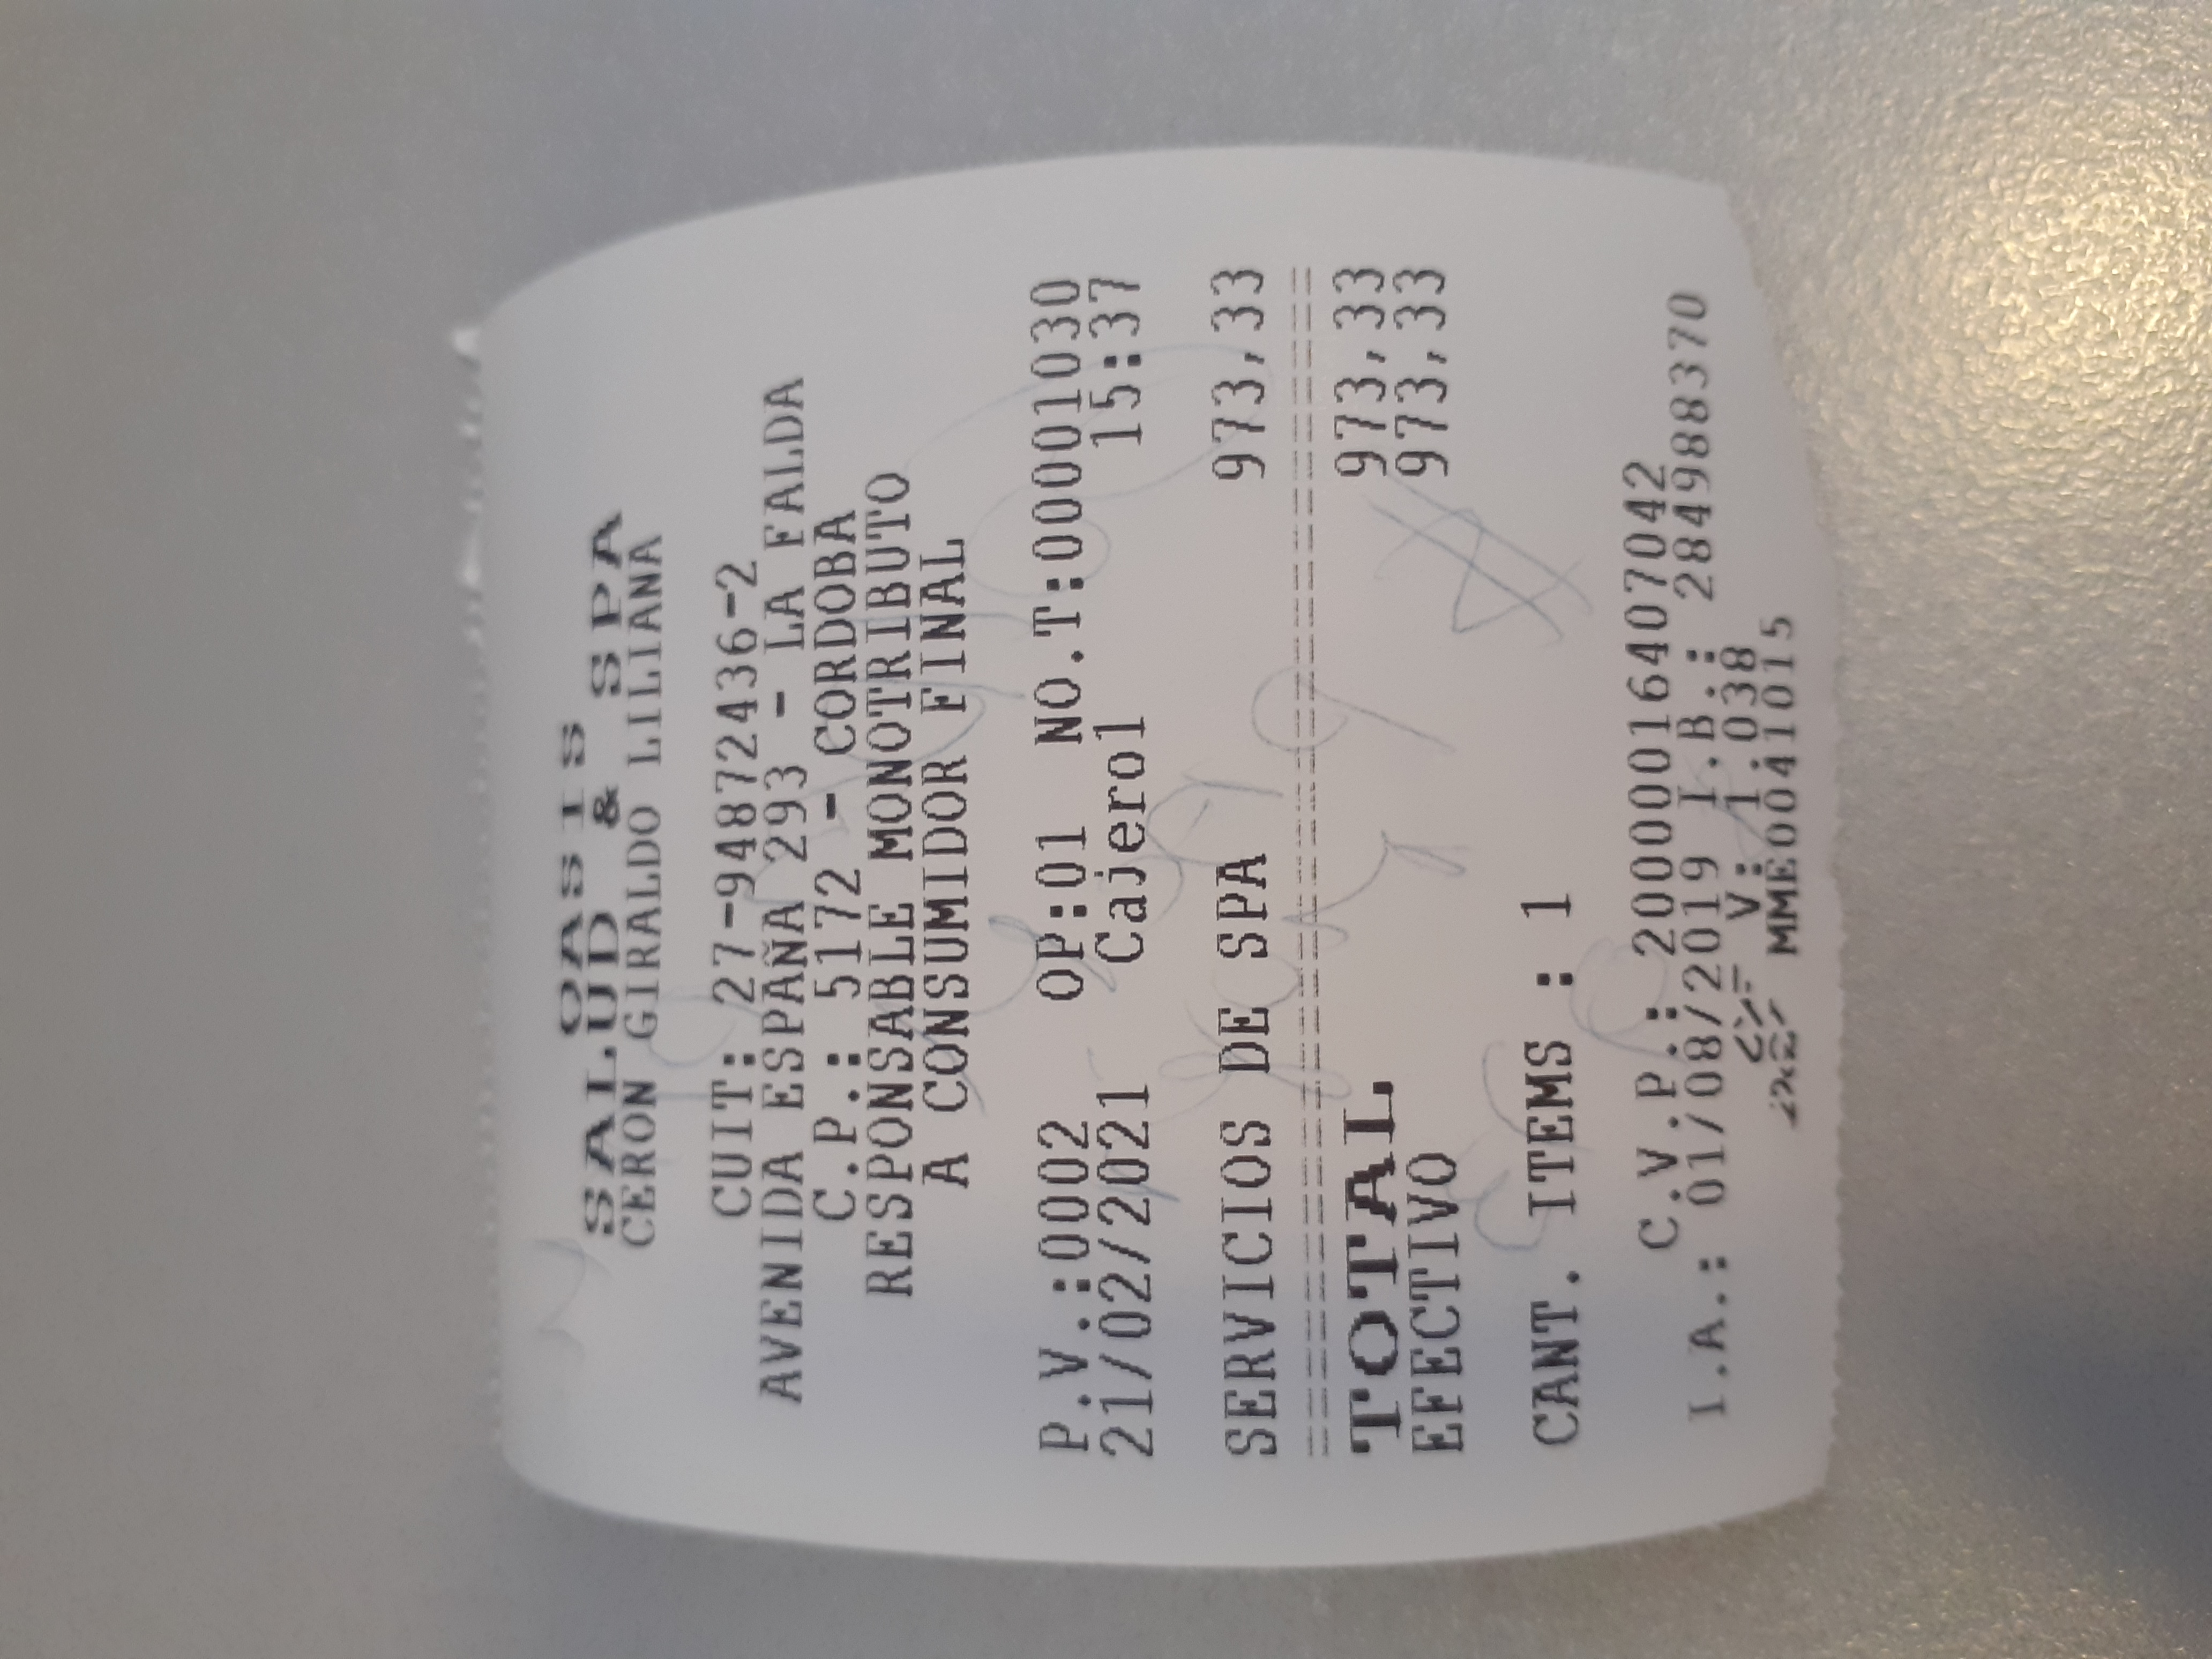 OASIS
SALUD & SPA
CERON GIRALDO LILIANA
CUIT: 27-94872436-2
AVENIDA ESPAÑA 293 - LA FALDA
C.P.: 5172 - CORDOBA
RESPONSABLE MONOTRIBUTO
A CONSUMIDOR FINAL
P.V.:0002 OP:01 NO.T:00001030
21/02/2021 Cajero1 15:37
SERVICIOS DE SPA 973,33
TOTAL 973,33
EFECTIVO 973,33
CANT. ITEMS : 1
C.V.P.: 20000016407042
I.A.: 01/08/2019 I.B.: 284988370
V: 1.038
MME0041015